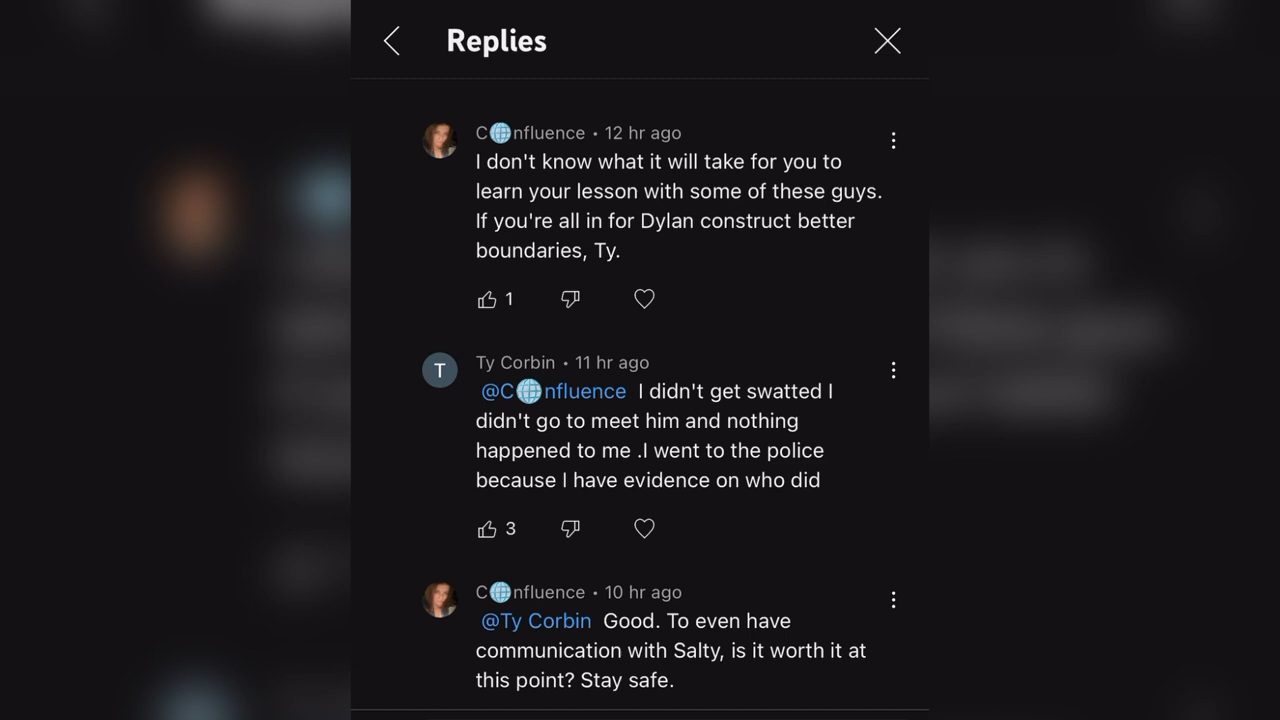 Replies
C🌐nfluence • 12 hr ago
I don't know what it will take for you to
learn your lesson with some of these guys.
If you're all in for Dylan construct better
boundaries, Ty.
1
T
Ty Corbin • 11 hr ago
@C🌐nfluence I didn't get swatted I
didn't go to meet him and nothing
happened to me .I went to the police
because I have evidence on who did
3
C🌐nfluence • 10 hr ago
@Ty Corbin Good. To even have
communication with Salty, is it worth it at
this point? Stay safe.